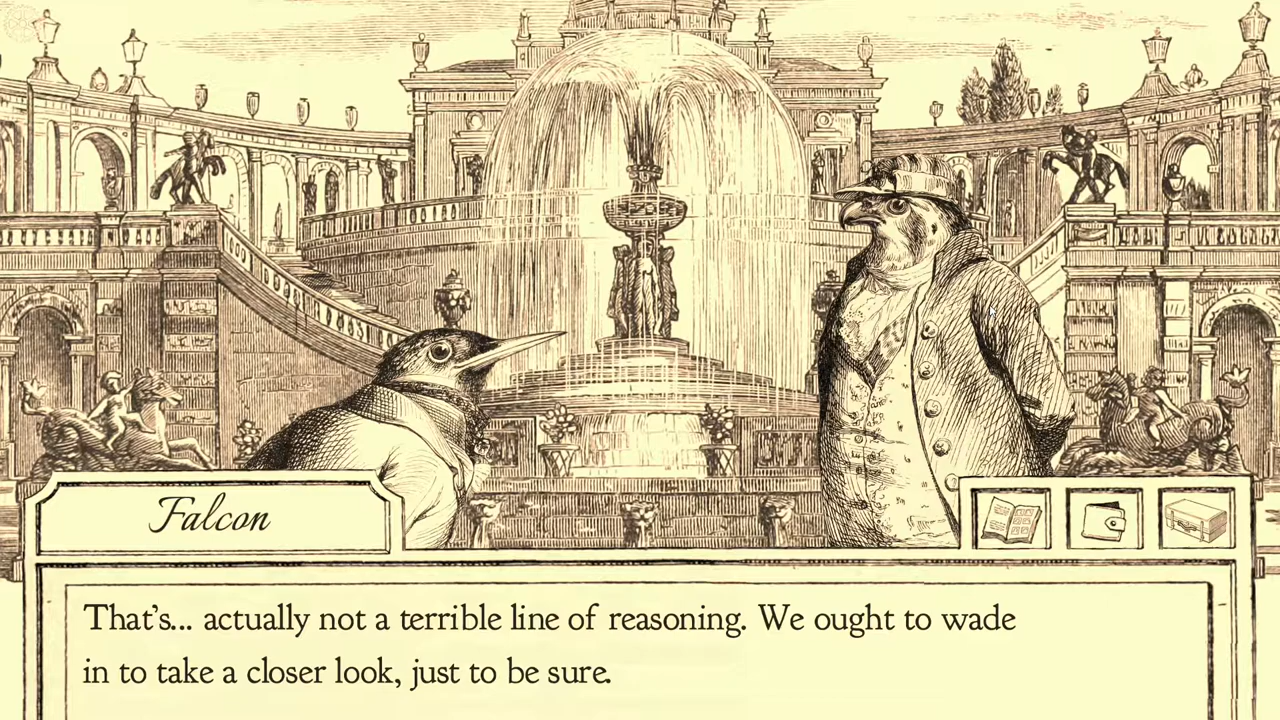 Falcon
That's... actually not a terrible line of reasoning. We ought to wade
in to take a closer look, just to be sure.